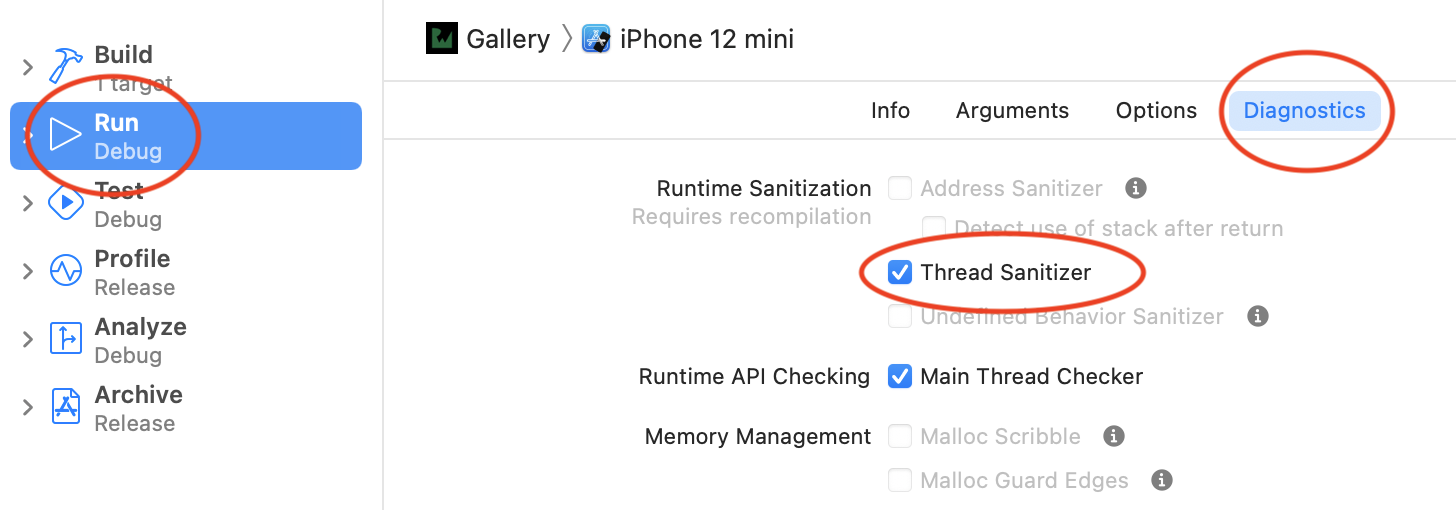 Build
1 target
Run
Debug
Test
Debug
Profile
Release
Analyze
Debug
Archive
Release
Gallery 〉 iPhone 12 mini
Info Arguments Options Diagnostics
Runtime Sanitization Address Sanitizer
Requires recompilation
Detect use of stack after return
Thread Sanitizer
Undefined Behavior Sanitizer
Runtime API Checking Main Thread Checker
Memory Management Malloc Scribble
Malloc Guard Edges